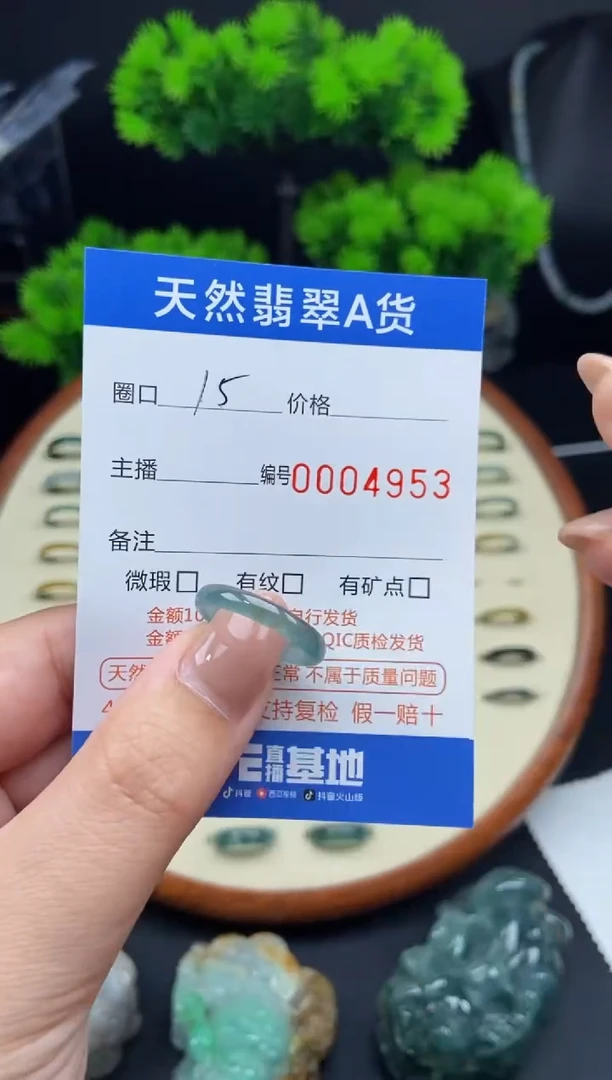 天然翡翠A货
圈口 15 价格
主播 编号0004953
备注
微瑕□ 有纹□ 有矿点□
金额10 自行发货
金额 QIC质检发货
天然 正常 不属于质量问题
支持复检 假一赔十
直播基地
抖音 西瓜视频 抖音火山版